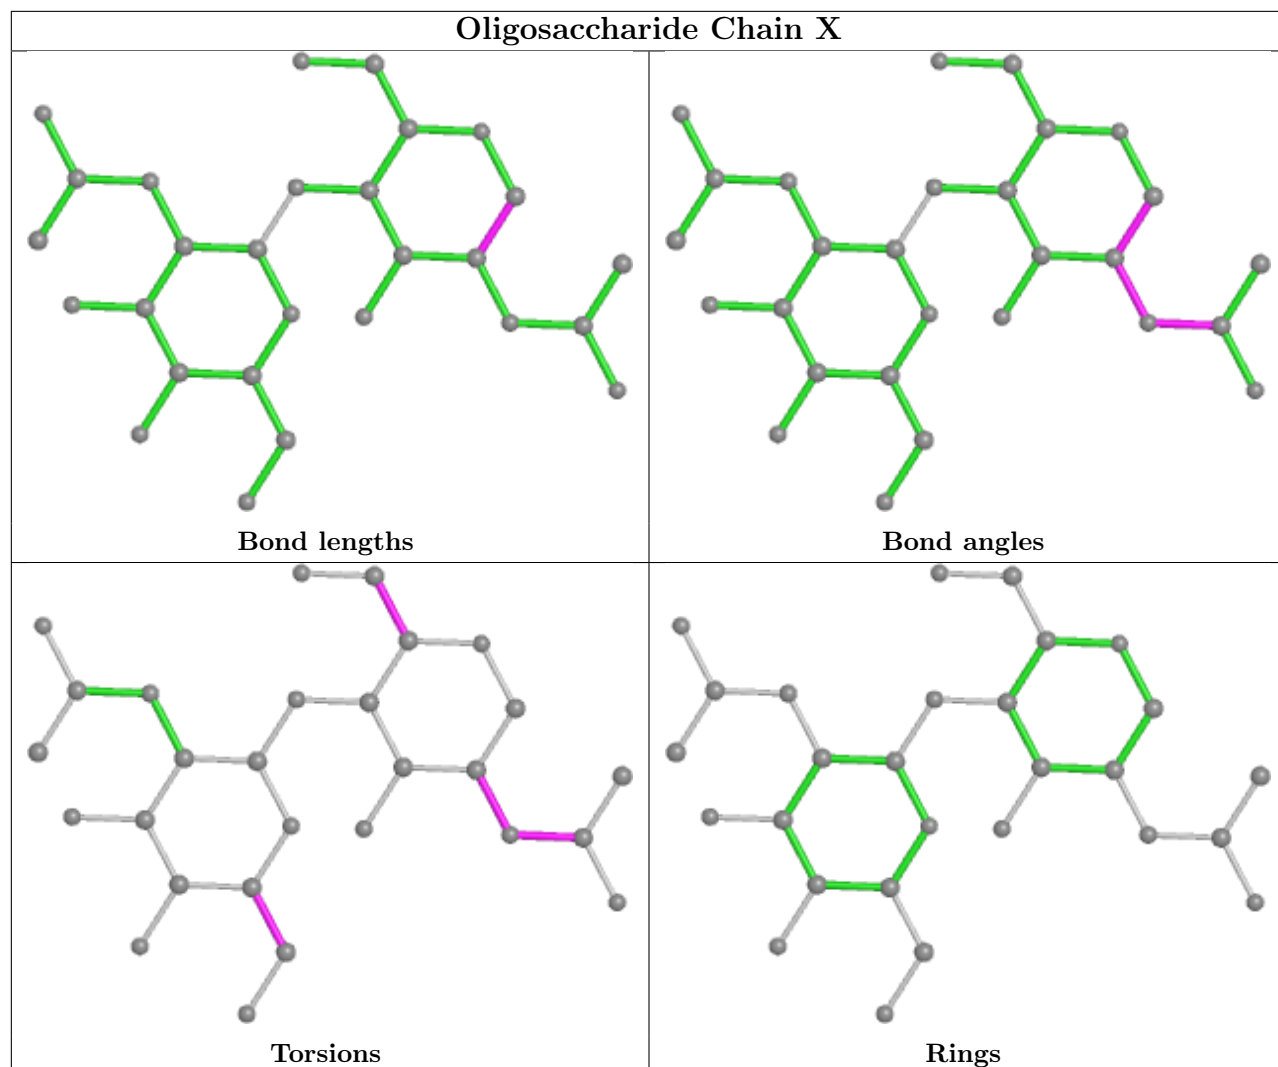 Oligosaccharide Chain X
Bond lengths
Bond angles
Torsions
Rings